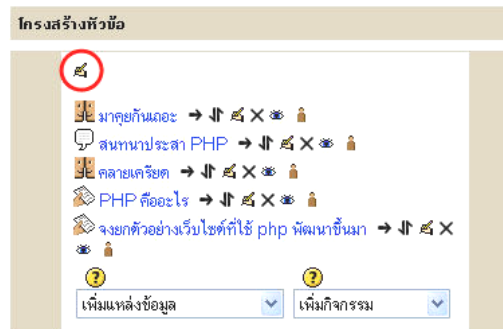 โครงสร้างหัวข้อ
มาคุยกันเถอะ
สนทนาประสา PHP
คลายเครียด
PHP คืออะไร
จงยกตัวอย่างเว็บไซต์ที่ใช้ php พัฒนาขึ้นมา
? ?
เพิ่มแหล่งข้อมูล เพิ่มกิจกรรม